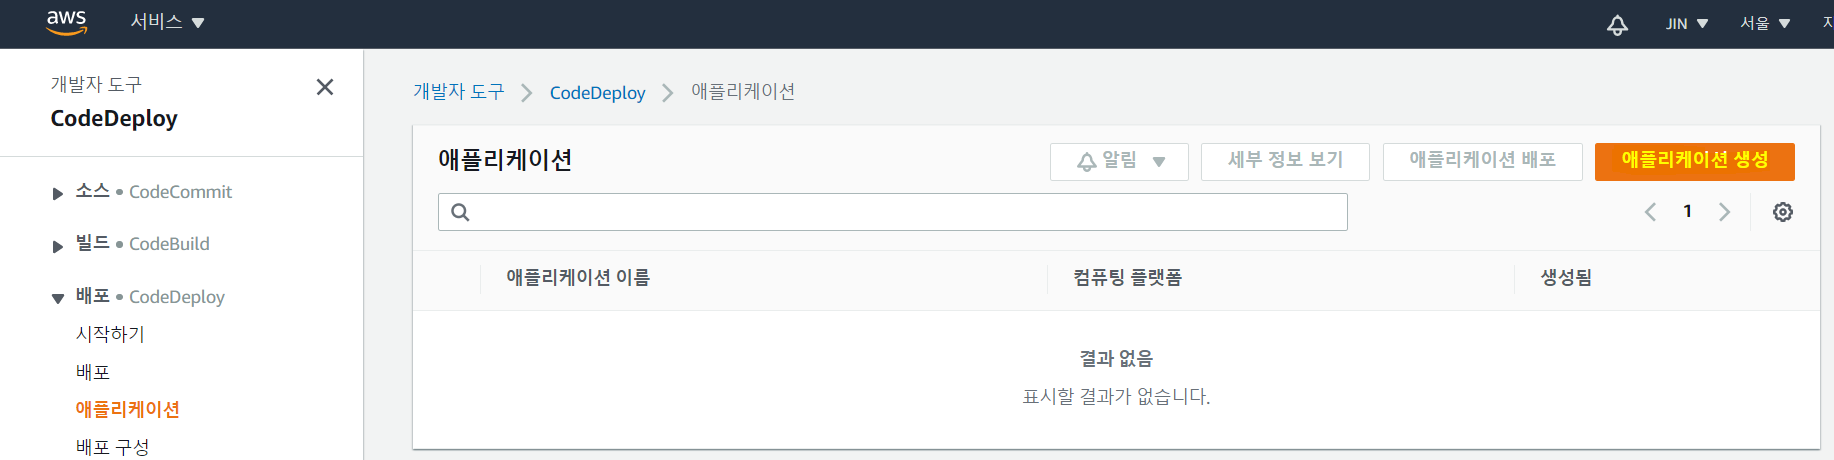 aws 서비스 JIN 서울
개발자 도구
CodeDeploy
소스 • CodeCommit
빌드 • CodeBuild
배포 • CodeDeploy
시작하기
배포
애플리케이션
배포 구성
개발자 도구 > CodeDeploy > 애플리케이션
애플리케이션 알림 세부 정보 보기 애플리케이션 배포 애플리케이션 생성
< 1 >
애플리케이션 이름 컴퓨팅 플랫폼 생성됨
결과 없음
표시할 결과가 없습니다.